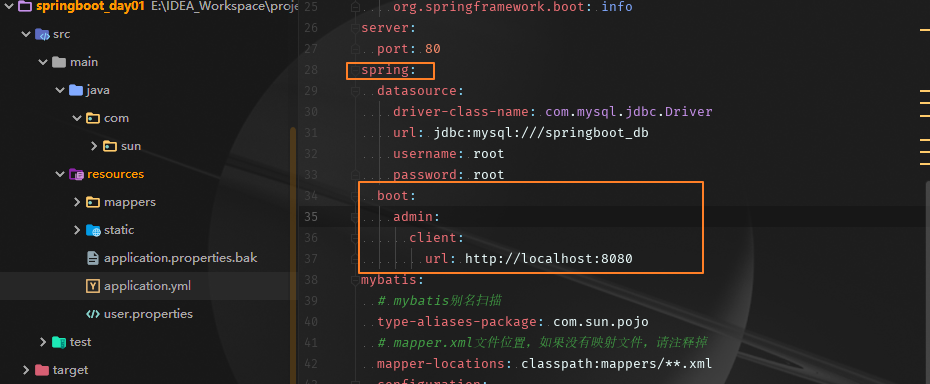 springboot_day01 E:\IDEA_Workspace\proje
src
main
java
com
sun
resources
mappers
static
application.properties.bak
application.yml
user.properties
test
target
25 org.springframework.boot: info
26 server:
27 port: 80
28 spring:
29 datasource:
30 driver-class-name: com.mysql.jdbc.Driver
31 url: jdbc:mysql:///springboot_db
32 username: root
33 password: root
34 boot:
35 admin:
36 client:
37 url: http://localhost:8080
38 mybatis:
39 # mybatis别名扫描
40 type-aliases-package: com.sun.pojo
41 # mapper.xml文件位置，如果没有映射文件，请注释掉
42 mapper-locations: classpath:mappers/**.xml
43 configuration: